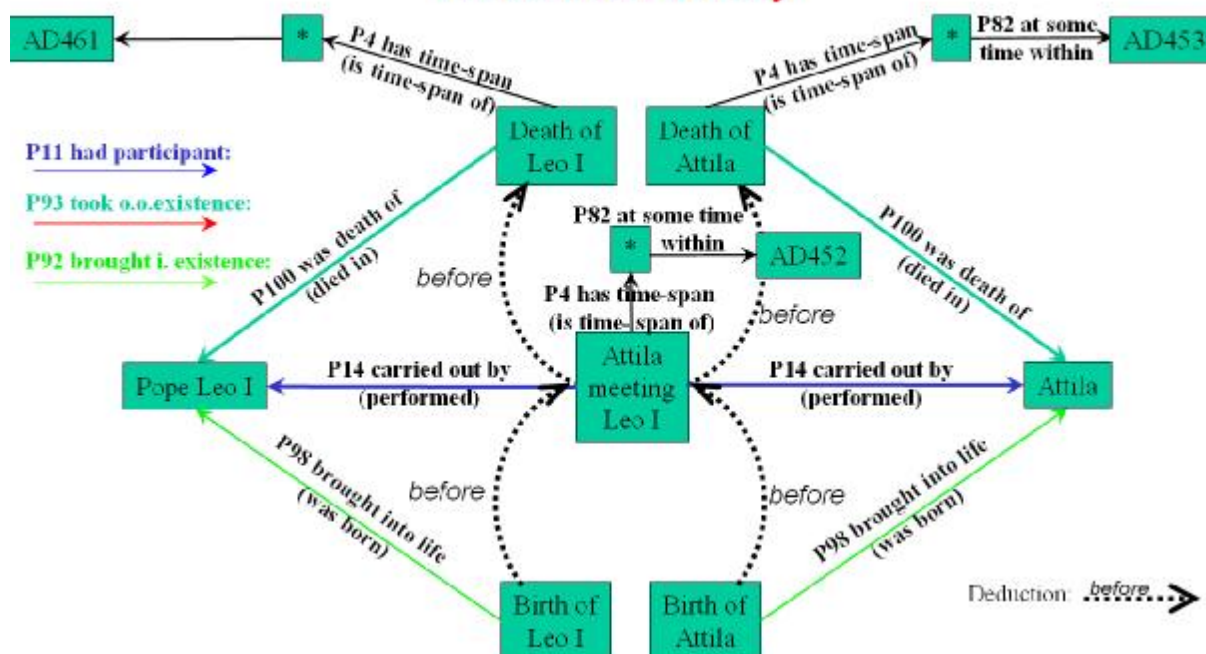 AD461
*
P4 has time-span
(is time-span of)
P4 has time-span
(is time-span of)
*
P82 at some
time within
AD453
Death of
Leo I
Death of
Attila
P11 had participant:
P93 took o.o.existence:
P92 brought i. existence:
P100 was death of
(died in)
before
P82 at some time
within
*
AD452
P4 has time-span
(is time- span of)
before
P100 was death of
(died in)
Pope Leo I
P14 carried out by
(performed)
Attila
meeting
Leo I
P14 carried out by
(performed)
Attila
P98 brought into life
(was born)
before
before
P98 brought into life
(was born)
Birth of
Leo I
Birth of
Attila
Deduction: before